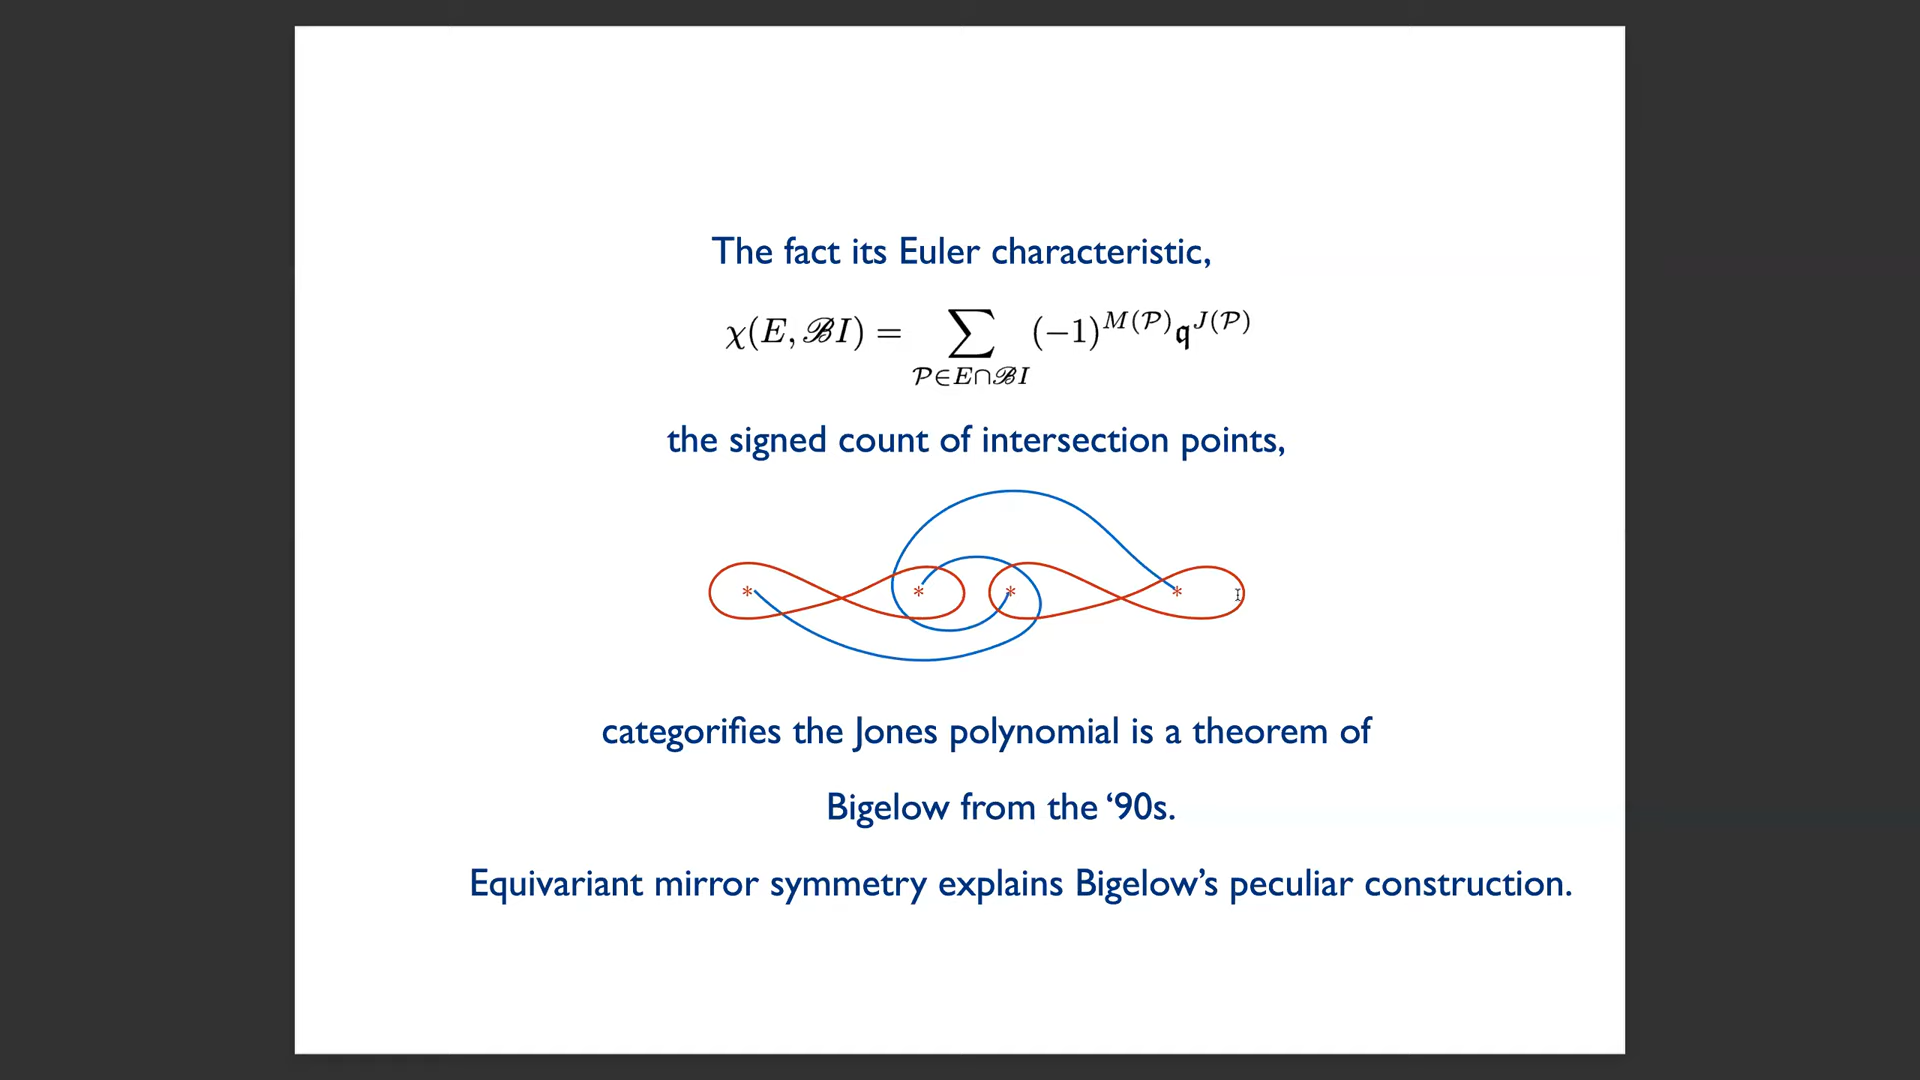 The fact its Euler characteristic,
χ(E, ℬI) = ∑ (−1)^{M(𝒫)} 𝔮^{J(𝒫)}
𝒫∈E∩ℬI
the signed count of intersection points,
* * * *
categorifies the Jones polynomial is a theorem of
Bigelow from the ‘90s.
Equivariant mirror symmetry explains Bigelow’s peculiar construction.